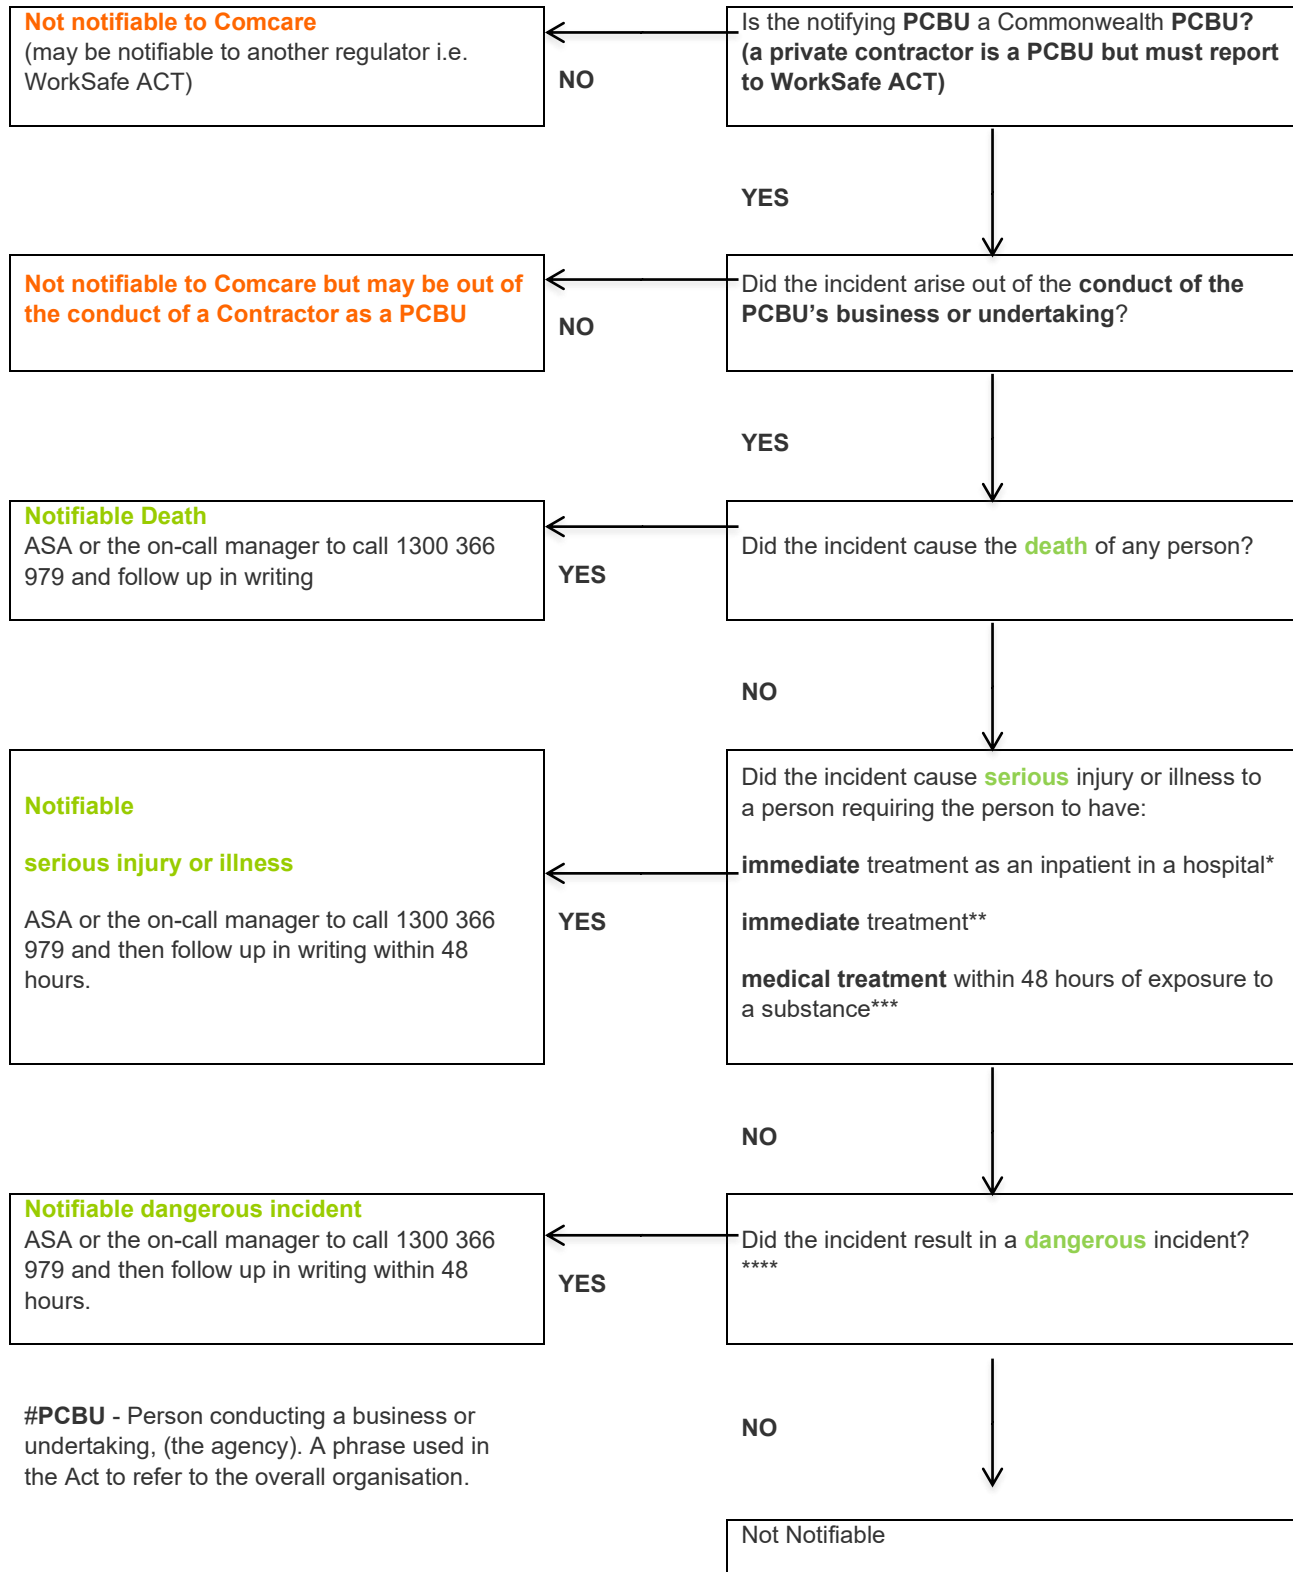 Not notifiable to Comcare
(may be notifiable to another regulator i.e.
WorkSafe ACT)
NO
Is the notifying PCBU a Commonwealth PCBU?
(a private contractor is a PCBU but must report
to WorkSafe ACT)
YES
Not notifiable to Comcare but may be out of
the conduct of a Contractor as a PCBU
NO
Did the incident arise out of the conduct of the
PCBU’s business or undertaking?
YES
Notifiable Death
ASA or the on-call manager to call 1300 366
979 and follow up in writing
YES
Did the incident cause the death of any person?
NO
Notifiable
serious injury or illness
ASA or the on-call manager to call 1300 366
979 and then follow up in writing within 48
hours.
YES
Did the incident cause serious injury or illness to
a person requiring the person to have:
immediate treatment as an inpatient in a hospital*
immediate treatment**
medical treatment within 48 hours of exposure to
a substance***
NO
Notifiable dangerous incident
ASA or the on-call manager to call 1300 366
979 and then follow up in writing within 48
hours.
YES
Did the incident result in a dangerous incident?
****
#PCBU - Person conducting a business or
undertaking, (the agency). A phrase used in
the Act to refer to the overall organisation.
NO
Not Notifiable